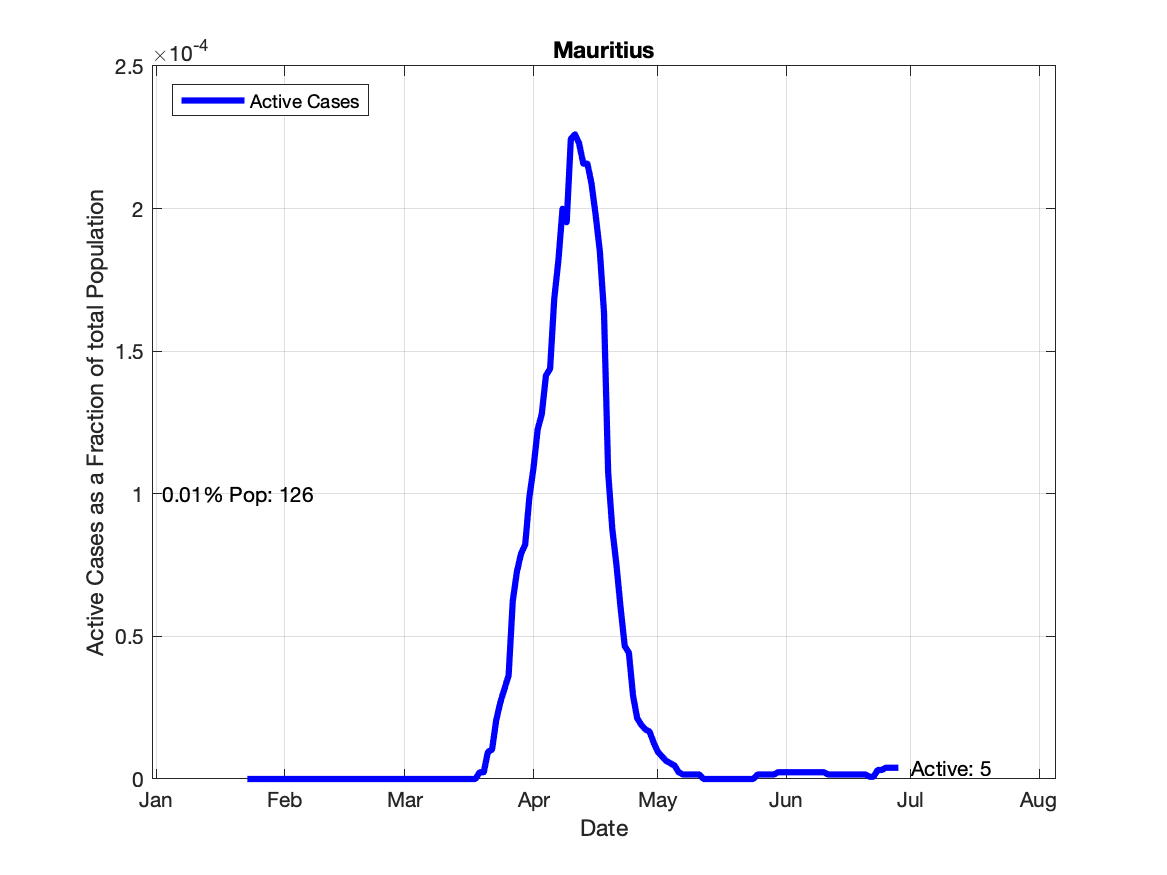 Mauritius
×10-4
2.5
2
1.5
1
0.5
0
Active Cases
0.01% Pop: 126
Active: 5
Jan Feb Mar Apr May Jun Jul Aug
Date
Active Cases as a Fraction of total Population